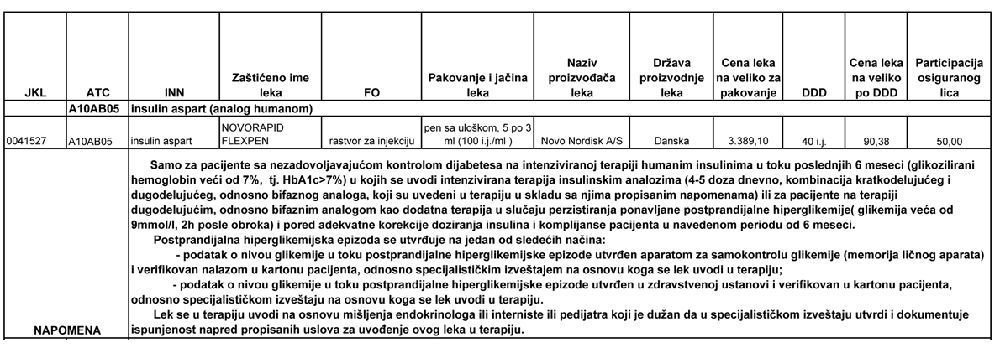 JKL ATC INN Zaštićeno ime leka FO Pakovanje i jačina leka Naziv proizvođača leka Država proizvodnje leka Cena leka na veliko za pakovanje DDD Cena leka na veliko po DDD Participacija osiguranog lica
A10AB05 insulin aspart (analog humanom)
0041527 A10AB05 insulin aspart NOVORAPID FLEXPEN rastvor za injekciju pen sa uloškom, 5 po 3 ml (100 i.j./ml ) Novo Nordisk A/S Danska 3.389,10 40 i.j. 90,38 50,00
NAPOMENA
Samo za pacijente sa nezadovoljavajućom kontrolom dijabetesa na intenziviranoj terapiji humanim insulinima u toku poslednjih 6 meseci (glikozilirani
hemoglobin veći od 7%, tj. HbA1c>7%) u kojih se uvodi intenzivirana terapija insulinskim analozima (4-5 doza dnevno, kombinacija kratkodelujućeg i
dugodelujućeg, odnosno bifaznog analoga, koji su uvedeni u terapiju u skladu sa njima propisanim napomenama) ili za pacijente na terapiji
dugodelujućim, odnosno bifaznim analogom kao dodatna terapija u slučaju perzistiranja ponavljane postprandijalne hiperglikemije( glikemija veća od
9mmol/l, 2h posle obroka) i pored adekvatne korekcije doziranja insulina i komplijanse pacijenta u navedenom periodu od 6 meseci.
Postprandijalna hiperglikemijska epizoda se utvrđuje na jedan od sledećih načina:
- podatak o nivou glikemije u toku postprandijalne hiperglikemijske epizode utvrđen aparatom za samokontrolu glikemije (memorija ličnog aparata)
i verifikovan nalazom u kartonu pacijenta, odnosno specijalističkim izveštajem na osnovu koga se lek uvodi u terapiju;
- podatak o nivou glikemije u toku postprandijalne hiperglikemijske epizode utvrđen u zdravstvenoj ustanovi i verifikovan u kartonu pacijenta,
odnosno specijalističkom izveštaju na osnovu koga se lek uvodi u terapiju.
Lek se u terapiju uvodi na osnovu mišljenja endokrinologa ili interniste ili pedijatra koji je dužan da u specijalističkom izveštaju utvrdi i dokumentuje
ispunjenost napred propisanih uslova za uvođenje ovog leka u terapiju.